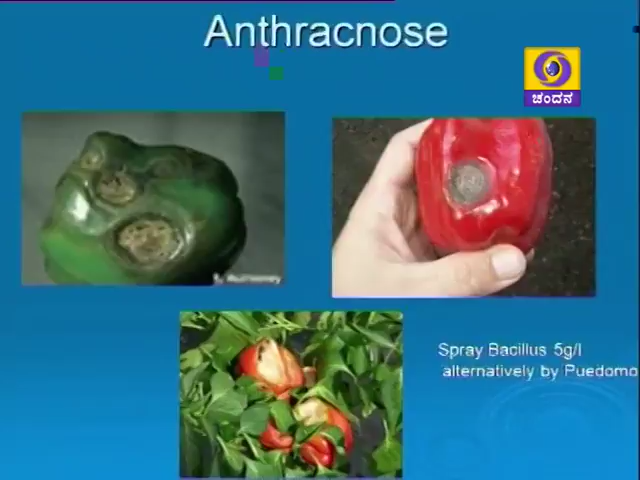 Anthracnose
ಚಂದನ
Spray Bacillus 5g/l
alternatively by Puedomo